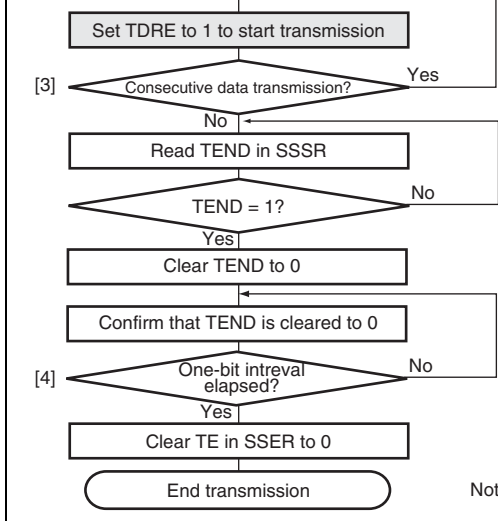 Set TDRE to 1 to start transmission
[3]
Consecutive data transmission?
Yes
No
Read TEND in SSSR
TEND = 1?
No
Yes
Clear TEND to 0
Confirm that TEND is cleared to 0
[4]
One-bit intreval
elapsed?
No
Yes
Clear TE in SSER to 0
End transmission
Not